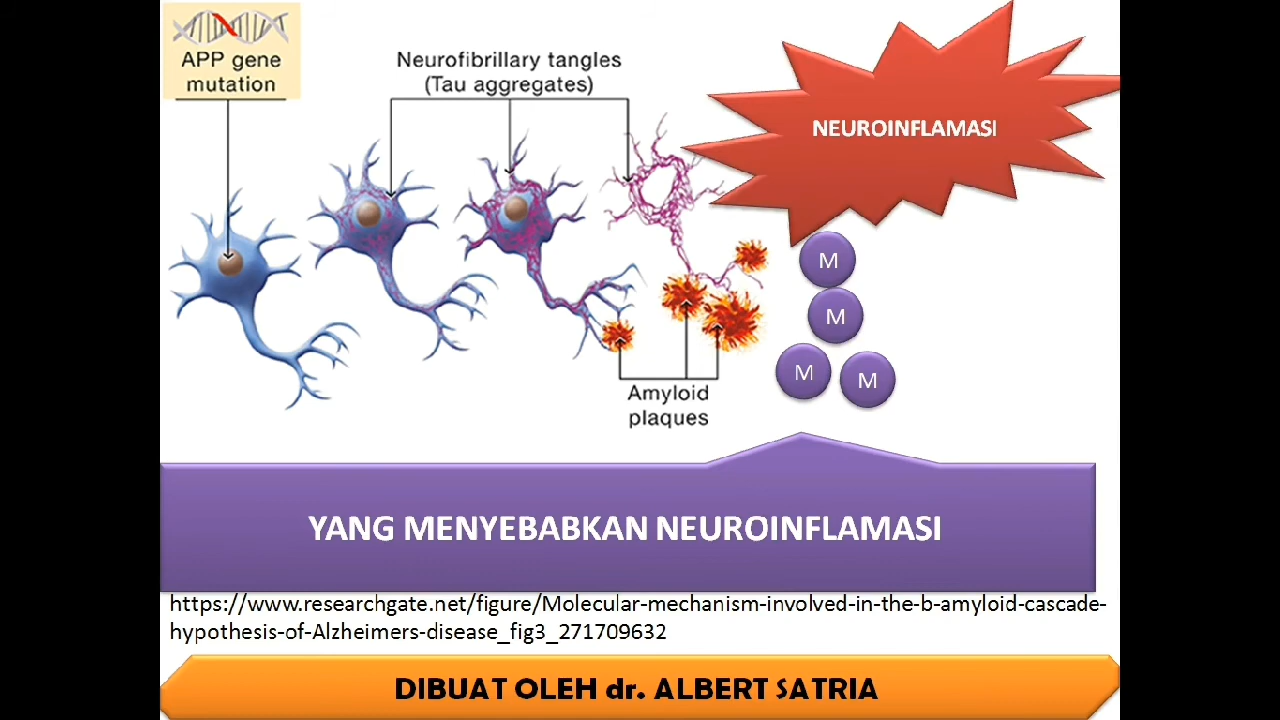 APP gene
mutation
Neurofibrillary tangles
(Tau aggregates)
NEUROINFLAMASI
M
M
M
M
Amyloid
plaques
YANG MENYEBABKAN NEUROINFLAMASI
https://www.researchgate.net/figure/Molecular-mechanism-involved-in-the-b-amyloid-cascade-
hypothesis-of-Alzheimers-disease_fig3_271709632
DIBUAT OLEH dr. ALBERT SATRIA